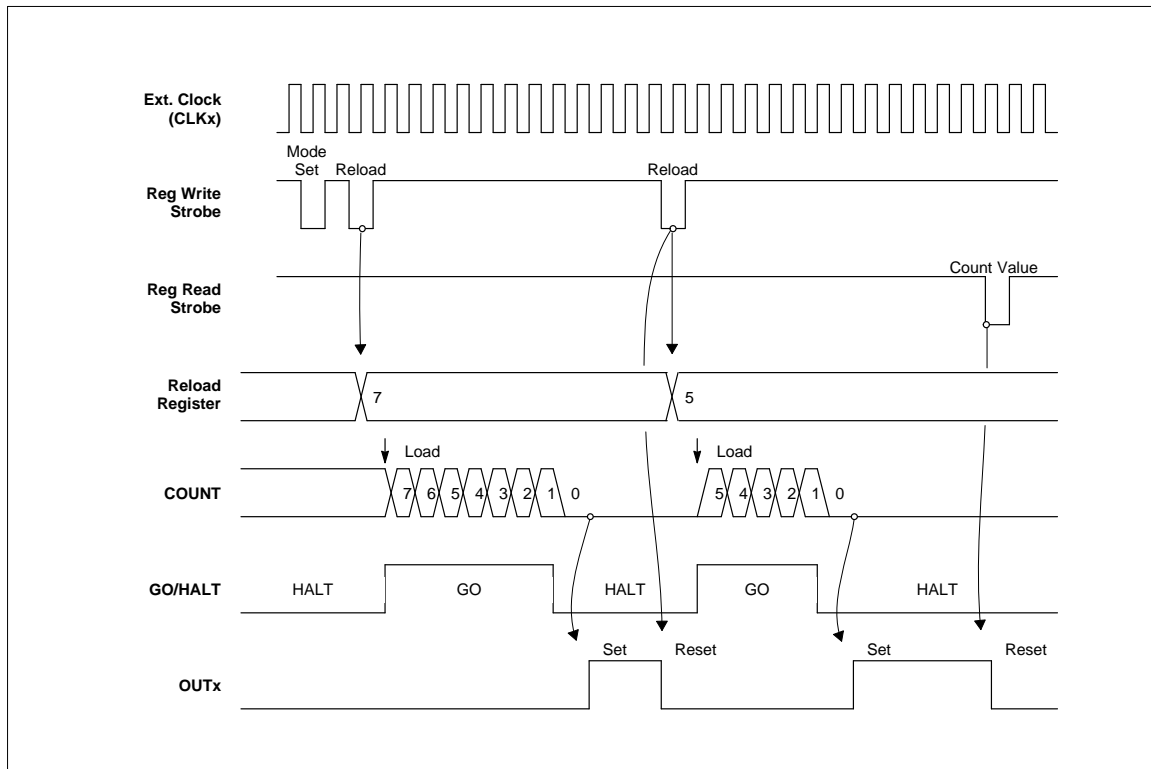 Ext. Clock
(CLKx)
Mode
Set Reload Reload
Reg Write
Strobe
Count Value
Reg Read
Strobe
Reload
Register
7 5
Load Load
COUNT 7 6 5 4 3 2 1 0 5 4 3 2 1 0
GO/HALT HALT GO HALT GO HALT
Set Reset Set Reset
OUTx